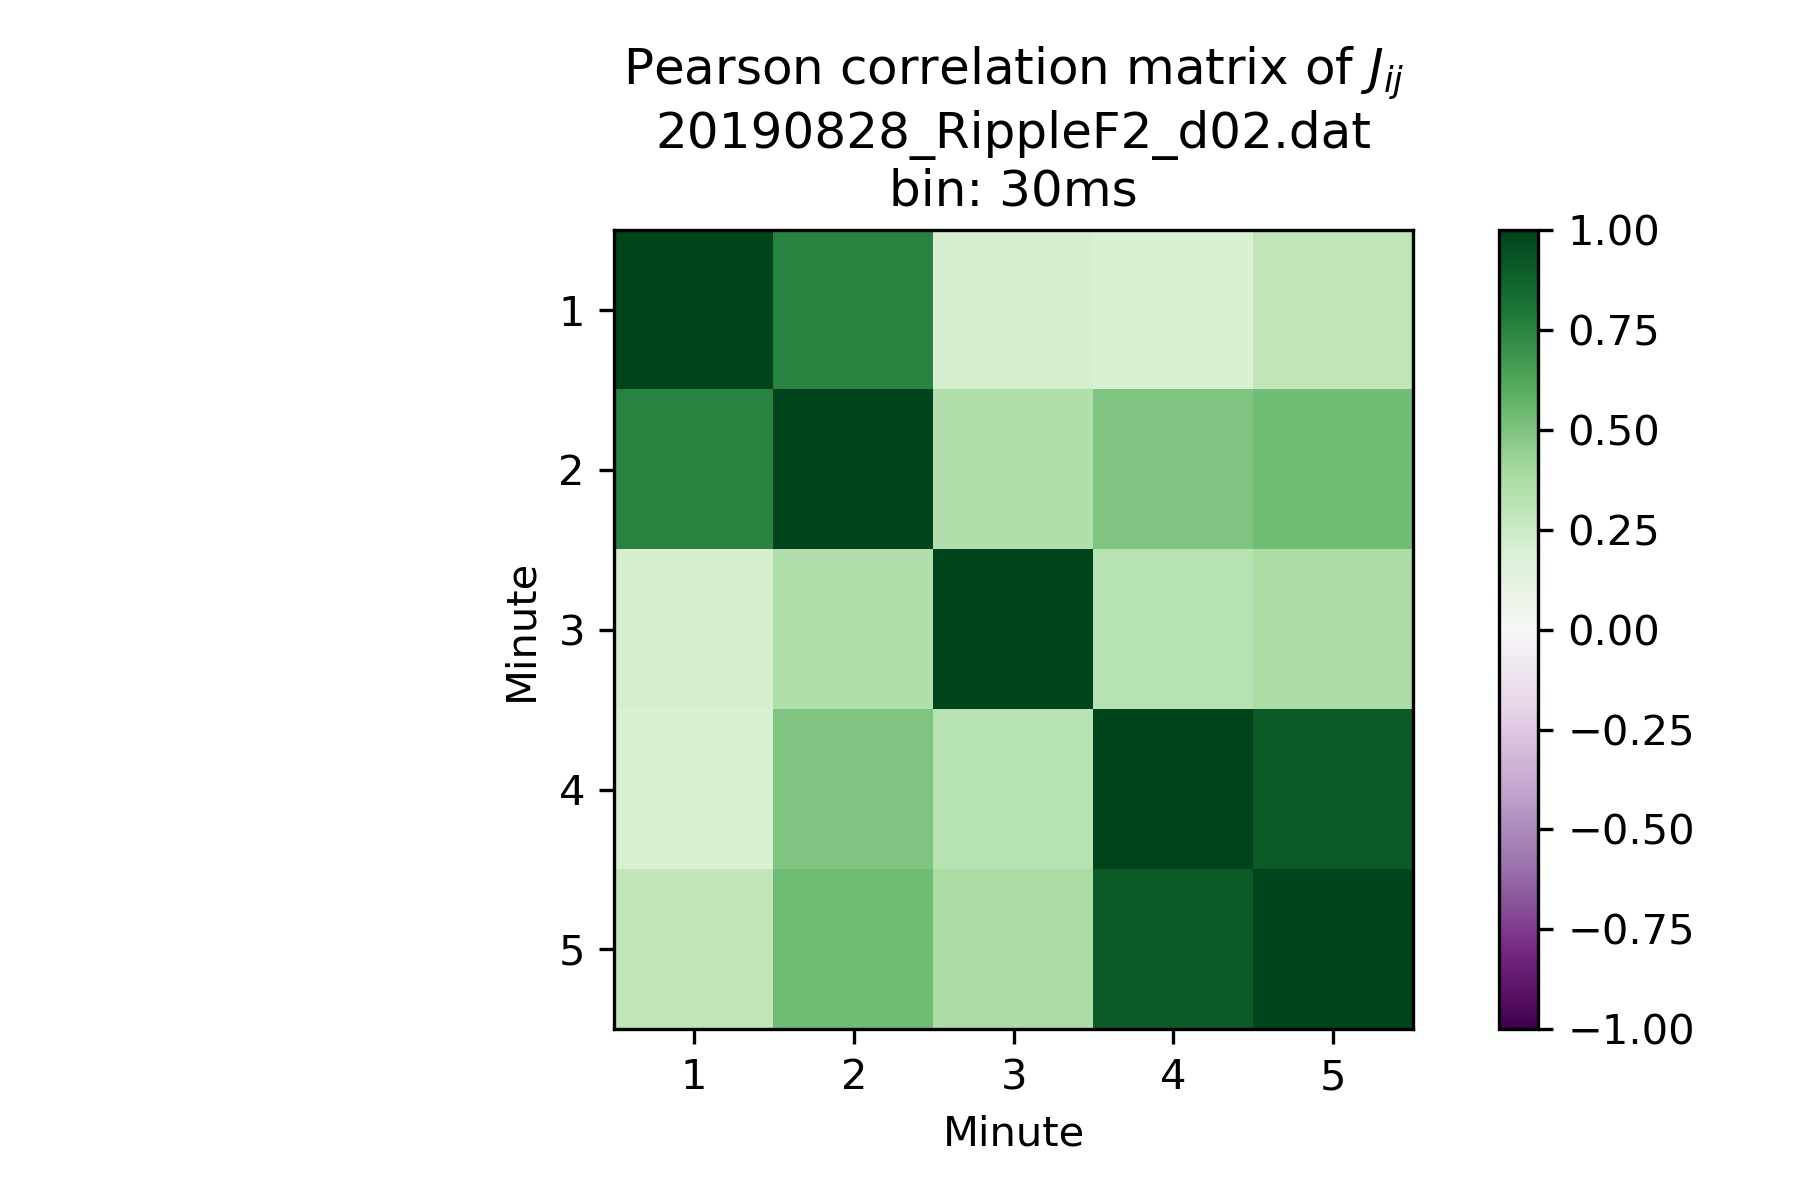 Pearson correlation matrix of J_ij
20190828_RippleF2_d02.dat
bin: 30ms
1
2
3
4
5
Minute
1 2 3 4 5
Minute
1.00
0.75
0.50
0.25
0.00
−0.25
−0.50
−0.75
−1.00